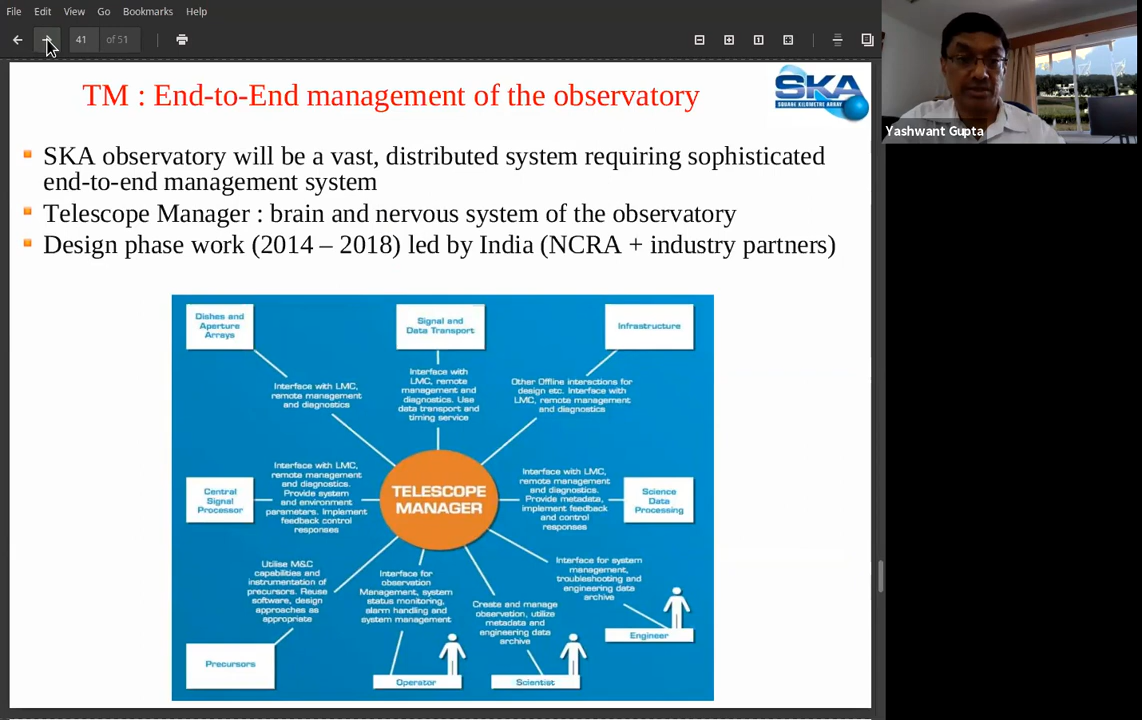 File Edit View Go Bookmarks Help
41 of 51
TM : End-to-End management of the observatory
SKA
SQUARE KILOMETRE ARRAY
Yashwant Gupta
SKA observatory will be a vast, distributed system requiring sophisticated
end-to-end management system
Telescope Manager : brain and nervous system of the observatory
Design phase work (2014 – 2018) led by India (NCRA + industry partners)
Dishes and
Aperture
Arrays
Signal and
Data Transport
Infrastructure
Interface with LMC,
remote management
and diagnostics
Interface with
LMC, remote
management and
diagnostics. Use
data transport and
timing service
Other Offline interactions for
design etc. Interface with
LMC, remote management
and diagnostics
Central
Signal
Processor
Interface with LMC,
remote management
and diagnostics.
Provide system
and environment
parameters. Implement
feedback control
responses
TELESCOPE
MANAGER
Interface with LMC,
remote management
and diagnostics.
Provide metadata,
implement feedback
and control
responses
Science
Data
Processing
Utilise M&C
capabilities and
instrumentation of
precursors. Reuse
software, design
approaches as
appropriate
Interface for
observation
Management, system
status monitoring,
alarm handling and
system management
Create and manage
observation, utilize
metadata and
engineering data
archive
Interface for system
management,
troubleshooting and
engineering data
archive
Engineer
Precursors
Operator
Scientist